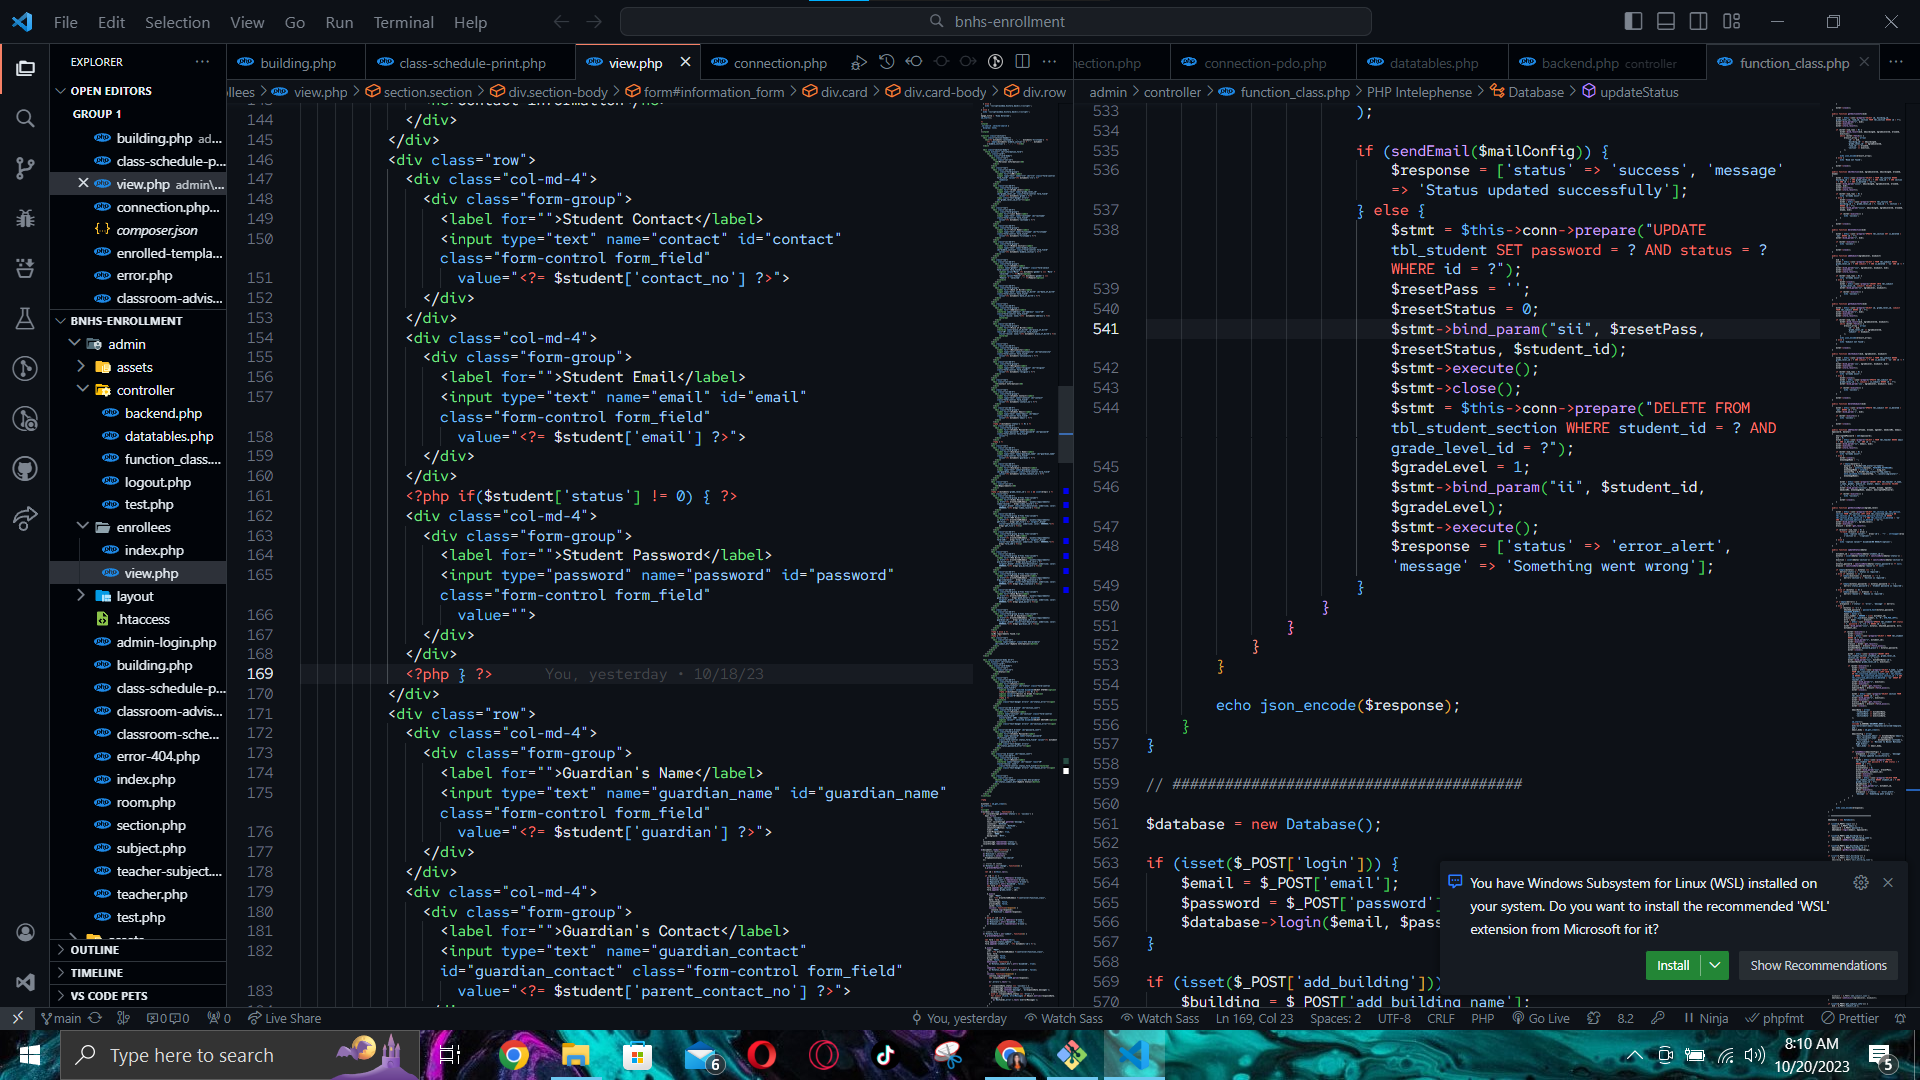 File Edit Selection View Go Run Terminal Help
bnhs-enrollment
EXPLORER
OPEN EDITORS
GROUP 1
building.php ad...
class-schedule-p...
view.php admin\...
connection.php...
composer.json
enrolled-templa...
error.php
classroom-advis...
BNHS-ENROLLMENT
admin
assets
controller
backend.php
datatables.php
function_class....
logout.php
test.php
enrollees
index.php
view.php
layout
.htaccess
admin-login.php
building.php
class-schedule-p...
classroom-advis...
classroom-sche...
error-404.php
index.php
room.php
section.php
subject.php
teacher-subject....
teacher.php
test.php
OUTLINE
TIMELINE
VS CODE PETS
building.php class-schedule-print.php view.php connection.php
ollees > view.php > section.section > div.section-body > form#information_form > div.card > div.card-body > div.row
144 </div>
145 </div>
146 <div class="row">
147 <div class="col-md-4">
148 <div class="form-group">
149 <label for="">Student Contact</label>
150 <input type="text" name="contact" id="contact"
class="form-control form_field"
151 value="<?= $student['contact_no'] ?>">
152 </div>
153 </div>
154 <div class="col-md-4">
155 <div class="form-group">
156 <label for="">Student Email</label>
157 <input type="text" name="email" id="email"
class="form-control form_field"
158 value="<?= $student['email'] ?>">
159 </div>
160 </div>
161 <?php if($student['status'] != 0) { ?>
162 <div class="col-md-4">
163 <div class="form-group">
164 <label for="">Student Password</label>
165 <input type="password" name="password" id="password"
class="form-control form_field"
166 value="">
167 </div>
168 </div>
169 <?php } ?> You, yesterday • 10/18/23
170 </div>
171 <div class="row">
172 <div class="col-md-4">
173 <div class="form-group">
174 <label for="">Guardian's Name</label>
175 <input type="text" name="guardian_name" id="guardian_name"
class="form-control form_field"
176 value="<?= $student['guardian'] ?>">
177 </div>
178 </div>
179 <div class="col-md-4">
180 <div class="form-group">
181 <label for="">Guardian's Contact</label>
182 <input type="text" name="guardian_contact"
id="guardian_contact" class="form-control form_field"
183 value="<?= $student['parent_contact_no'] ?>">
nection.php connection-pdo.php datatables.php backend.php controller function_class.php
admin > controller > function_class.php > PHP Intelephense > Database > updateStatus
533 );
534
535 if (sendEmail($mailConfig)) {
536 $response = ['status' => 'success', 'message'
=> 'Status updated successfully'];
537 } else {
538 $stmt = $this->conn->prepare("UPDATE
tbl_student SET password = ? AND status = ?
WHERE id = ?");
539 $resetPass = '';
540 $resetStatus = 0;
541 $stmt->bind_param("sii", $resetPass,
$resetStatus, $student_id);
542 $stmt->execute();
543 $stmt->close();
544 $stmt = $this->conn->prepare("DELETE FROM
tbl_student_section WHERE student_id = ? AND
grade_level_id = ?");
545 $gradeLevel = 1;
546 $stmt->bind_param("ii", $student_id,
$gradeLevel);
547 $stmt->execute();
548 $response = ['status' => 'error_alert',
'message' => 'Something went wrong'];
549 }
550 }
551 }
552 }
553 }
554
555 echo json_encode($response);
556 }
557 }
558
559 // ########################################
560
561 $database = new Database();
562
563 if (isset($_POST['login'])) {
564 $email = $_POST['email'];
565 $password = $_POST['password']
566 $database->login($email, $pass
567 }
568
569 if (isset($_POST['add_building']))
570 $building = $_POST['add_building_name'];
You have Windows Subsystem for Linux (WSL) installed on
your system. Do you want to install the recommended 'WSL'
extension from Microsoft for it?
Install Show Recommendations
main 0 0 0 Live Share You, yesterday Watch Sass Watch Sass Ln 169, Col 23 Spaces: 2 UTF-8 CRLF PHP Go Live 8.2 Ninja phpfmt Prettier
Type here to search
6
8:10 AM
10/20/2023
5